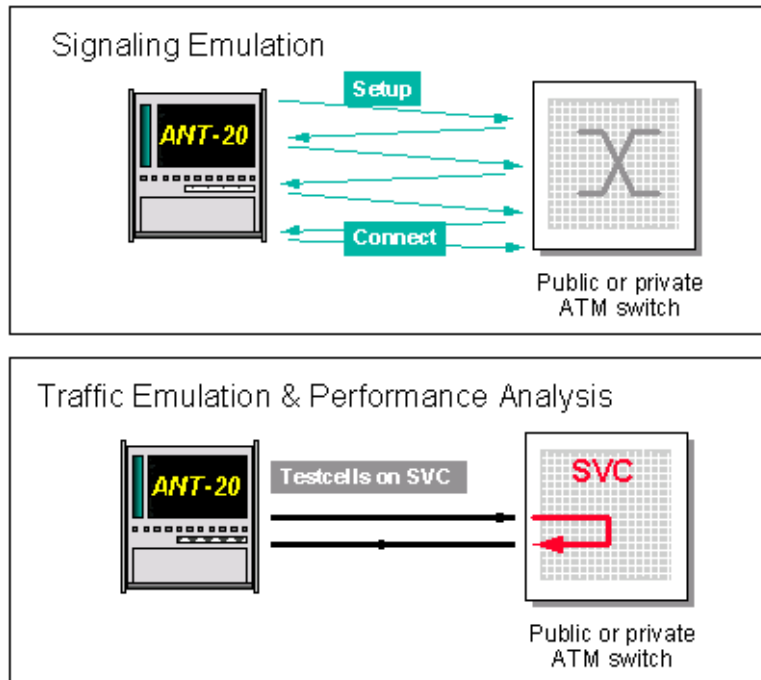 Signaling Emulation
Setup
ANT-20
Connect
Public or private
ATM switch
Traffic Emulation & Performance Analysis
Testcells on SVC
SVC
ANT-20
Public or private
ATM switch